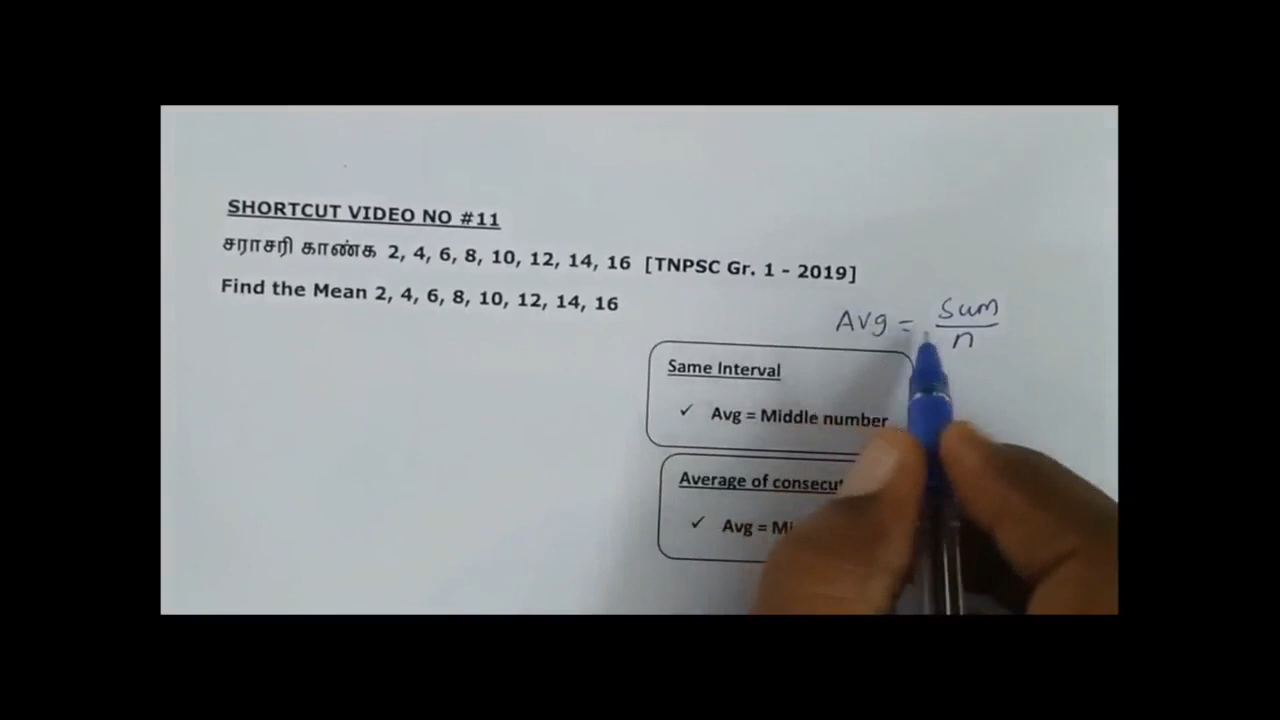 SHORTCUT VIDEO NO #11
சராசரி காண்க 2, 4, 6, 8, 10, 12, 14, 16 [TNPSC Gr. 1 - 2019]
Find the Mean 2, 4, 6, 8, 10, 12, 14, 16
Avg = Sum
n
Same Interval
✓ Avg = Middle number
Average of
✓ Avg =